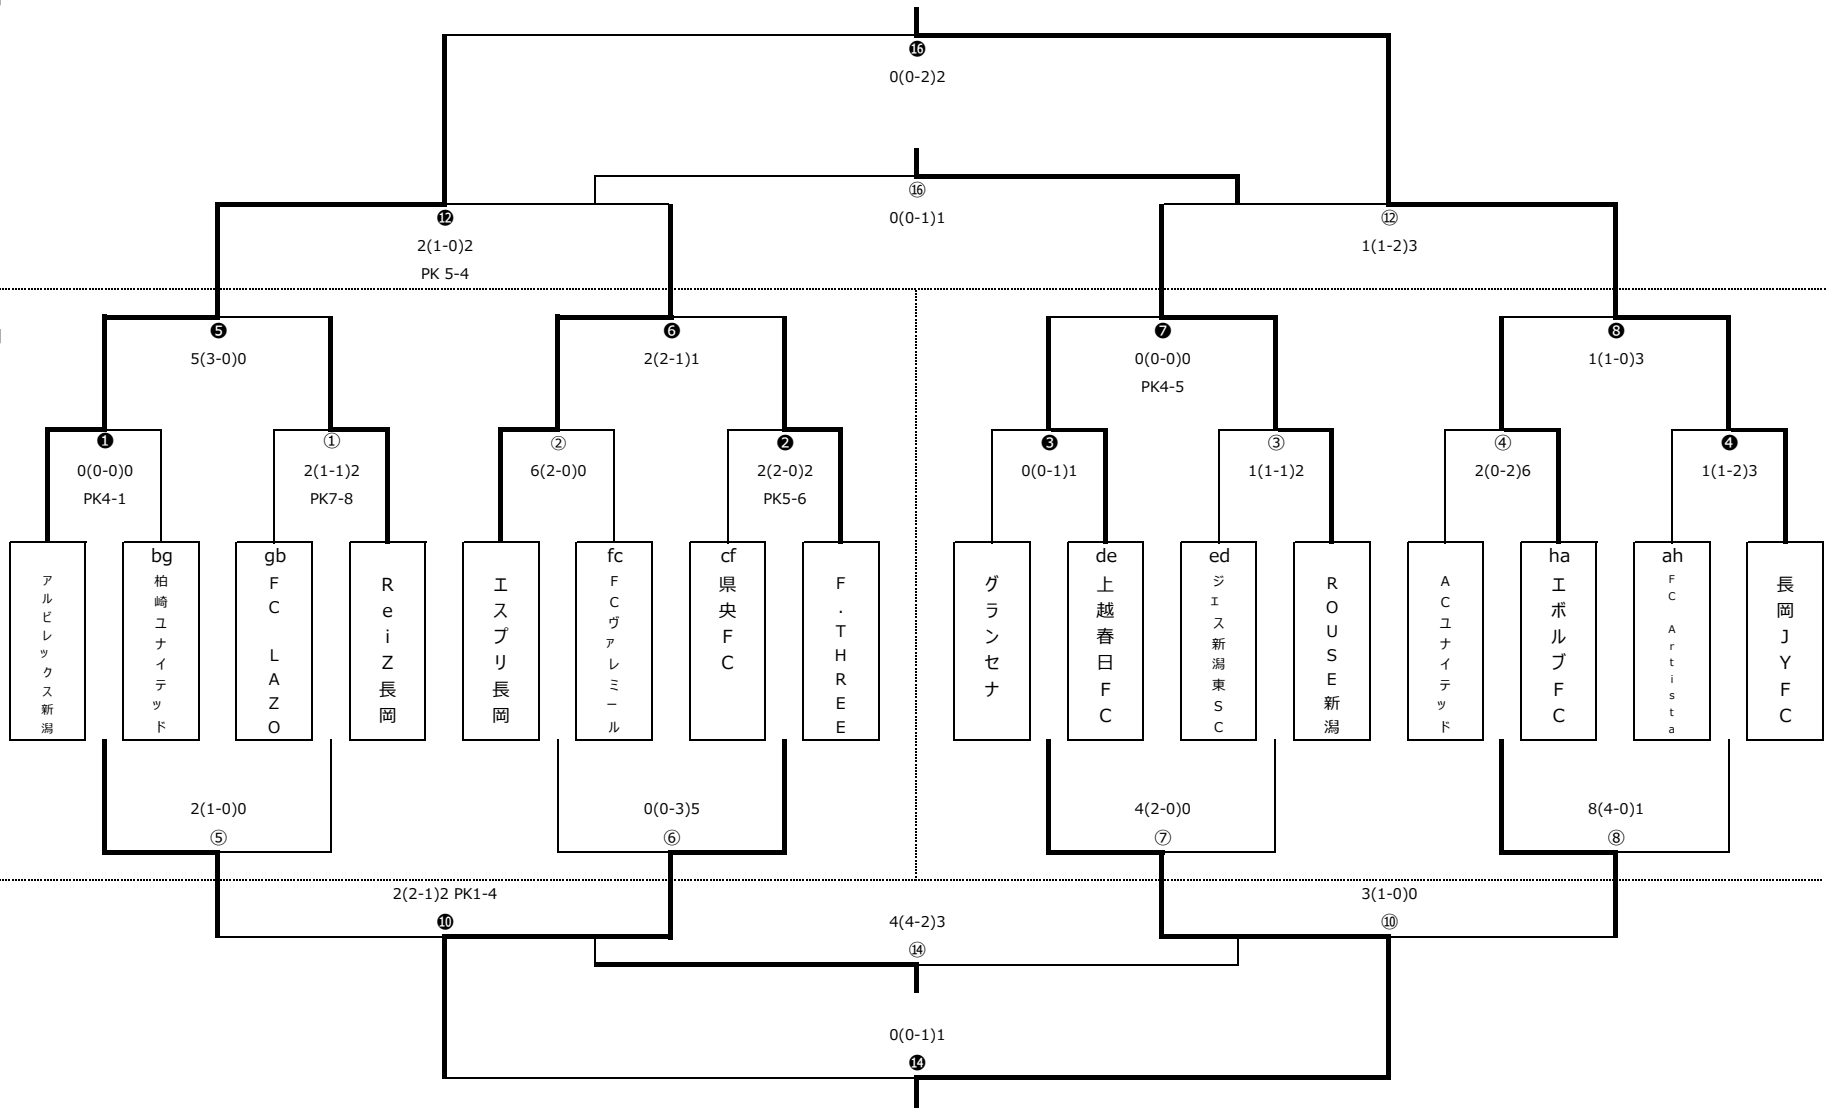 ⓰
0(0-2)2
⑯
0(0-1)1
⓬
2(1-0)2
PK 5-4
⑫
1(1-2)3
❺
5(3-0)0
❻
2(2-1)1
❼
0(0-0)0
PK4-5
❽
1(1-0)3
❶
0(0-0)0
PK4-1
①
2(1-1)2
PK7-8
②
6(2-0)0
❷
2(2-0)2
PK5-6
❸
0(0-1)1
③
1(1-1)2
④
2(0-2)6
❹
1(1-2)3
アルビレックス新潟
bg
柏崎ユナイテッド
gb
FC LAZO
ReiZ長岡
エスプリ長岡
fc
FCヴァレミール
cf
県央FC
F.THREE
グランセナ
de
上越春日FC
ed
ジェス新潟東SC
ROUSE新潟
ACユナイテッド
ha
エボルブFC
ah
FC Artista
長岡JYFC
2(1-0)0
⑤
0(0-3)5
⑥
4(2-0)0
⑦
8(4-0)1
⑧
2(2-1)2 PK1-4
❿
3(1-0)0
⑩
4(4-2)3
⑭
0(0-1)1
⓮